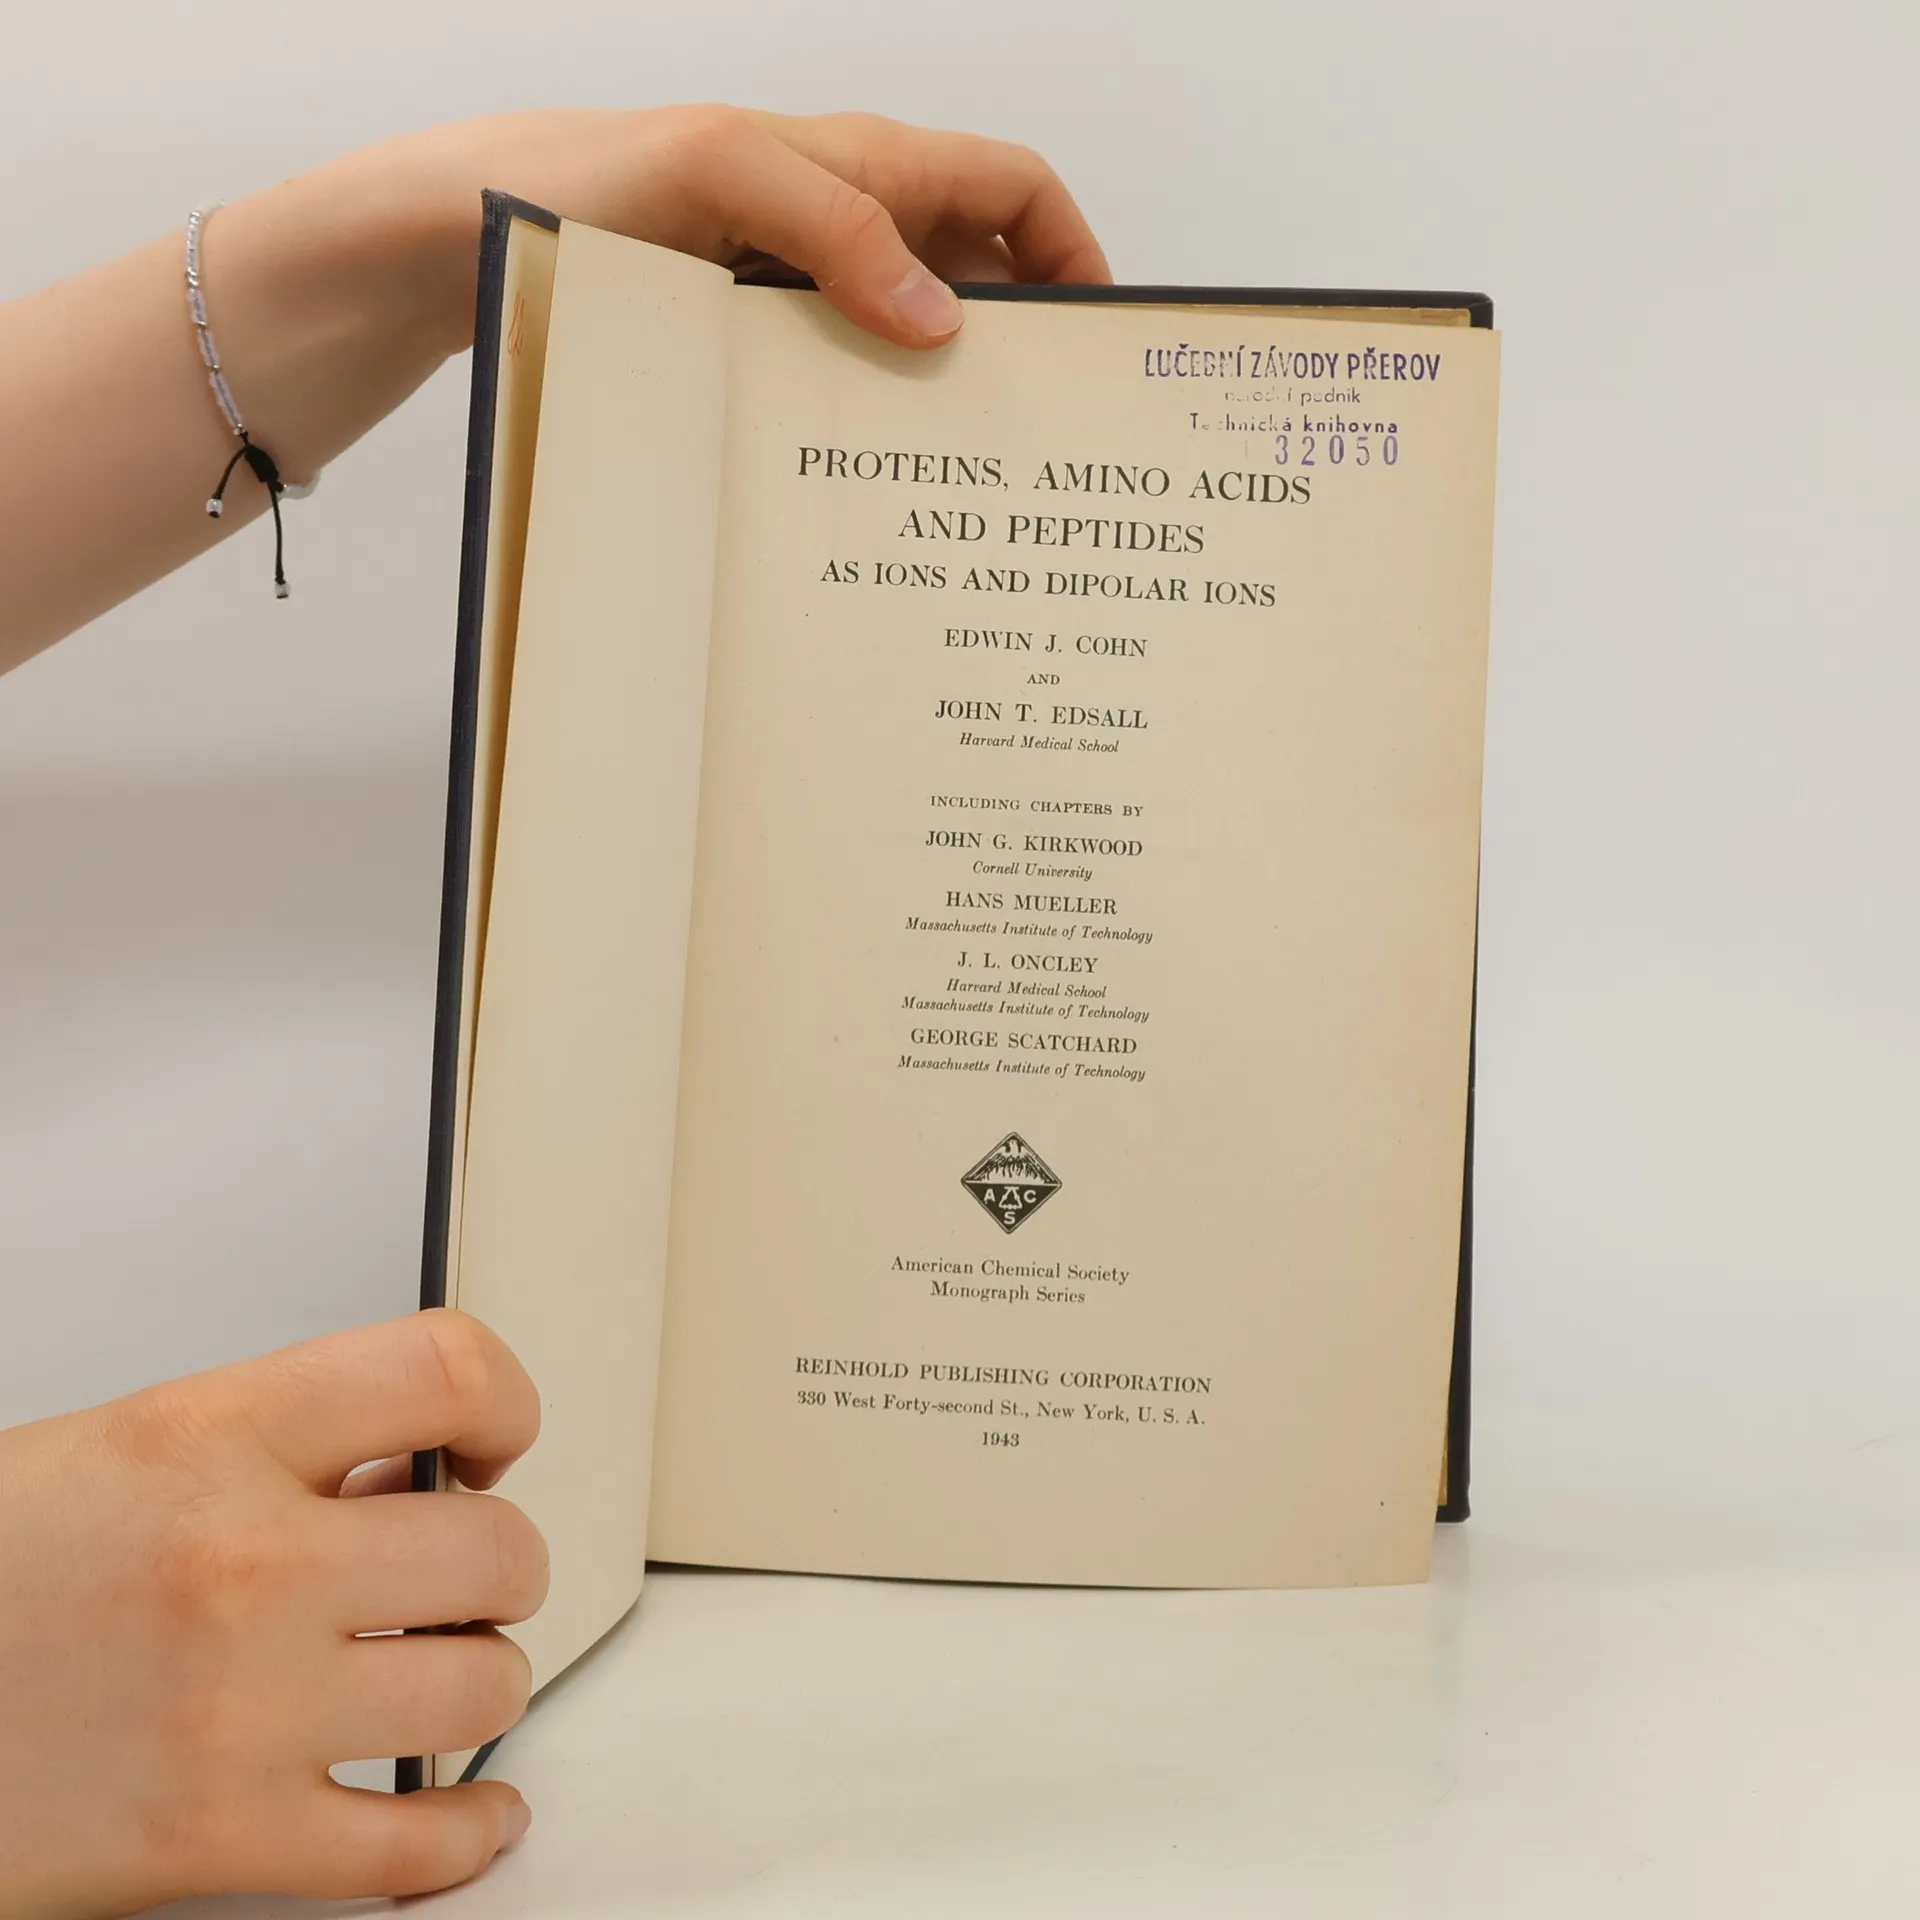 LUČEBNÍ ZÁVODY PŘEROV
národní podnik
Technická knihovna
32050
PROTEINS, AMINO ACIDS
AND PEPTIDES
AS IONS AND DIPOLAR IONS
EDWIN J. COHN
AND
JOHN T. EDSALL
Harvard Medical School
INCLUDING CHAPTERS BY
JOHN G. KIRKWOOD
Cornell University
HANS MUELLER
Massachusetts Institute of Technology
J. L. ONCLEY
Harvard Medical School
Massachusetts Institute of Technology
GEORGE SCATCHARD
Massachusetts Institute of Technology
A C
S
American Chemical Society
Monograph Series
REINHOLD PUBLISHING CORPORATION
330 West Forty-second St., New York, U. S. A.
1943